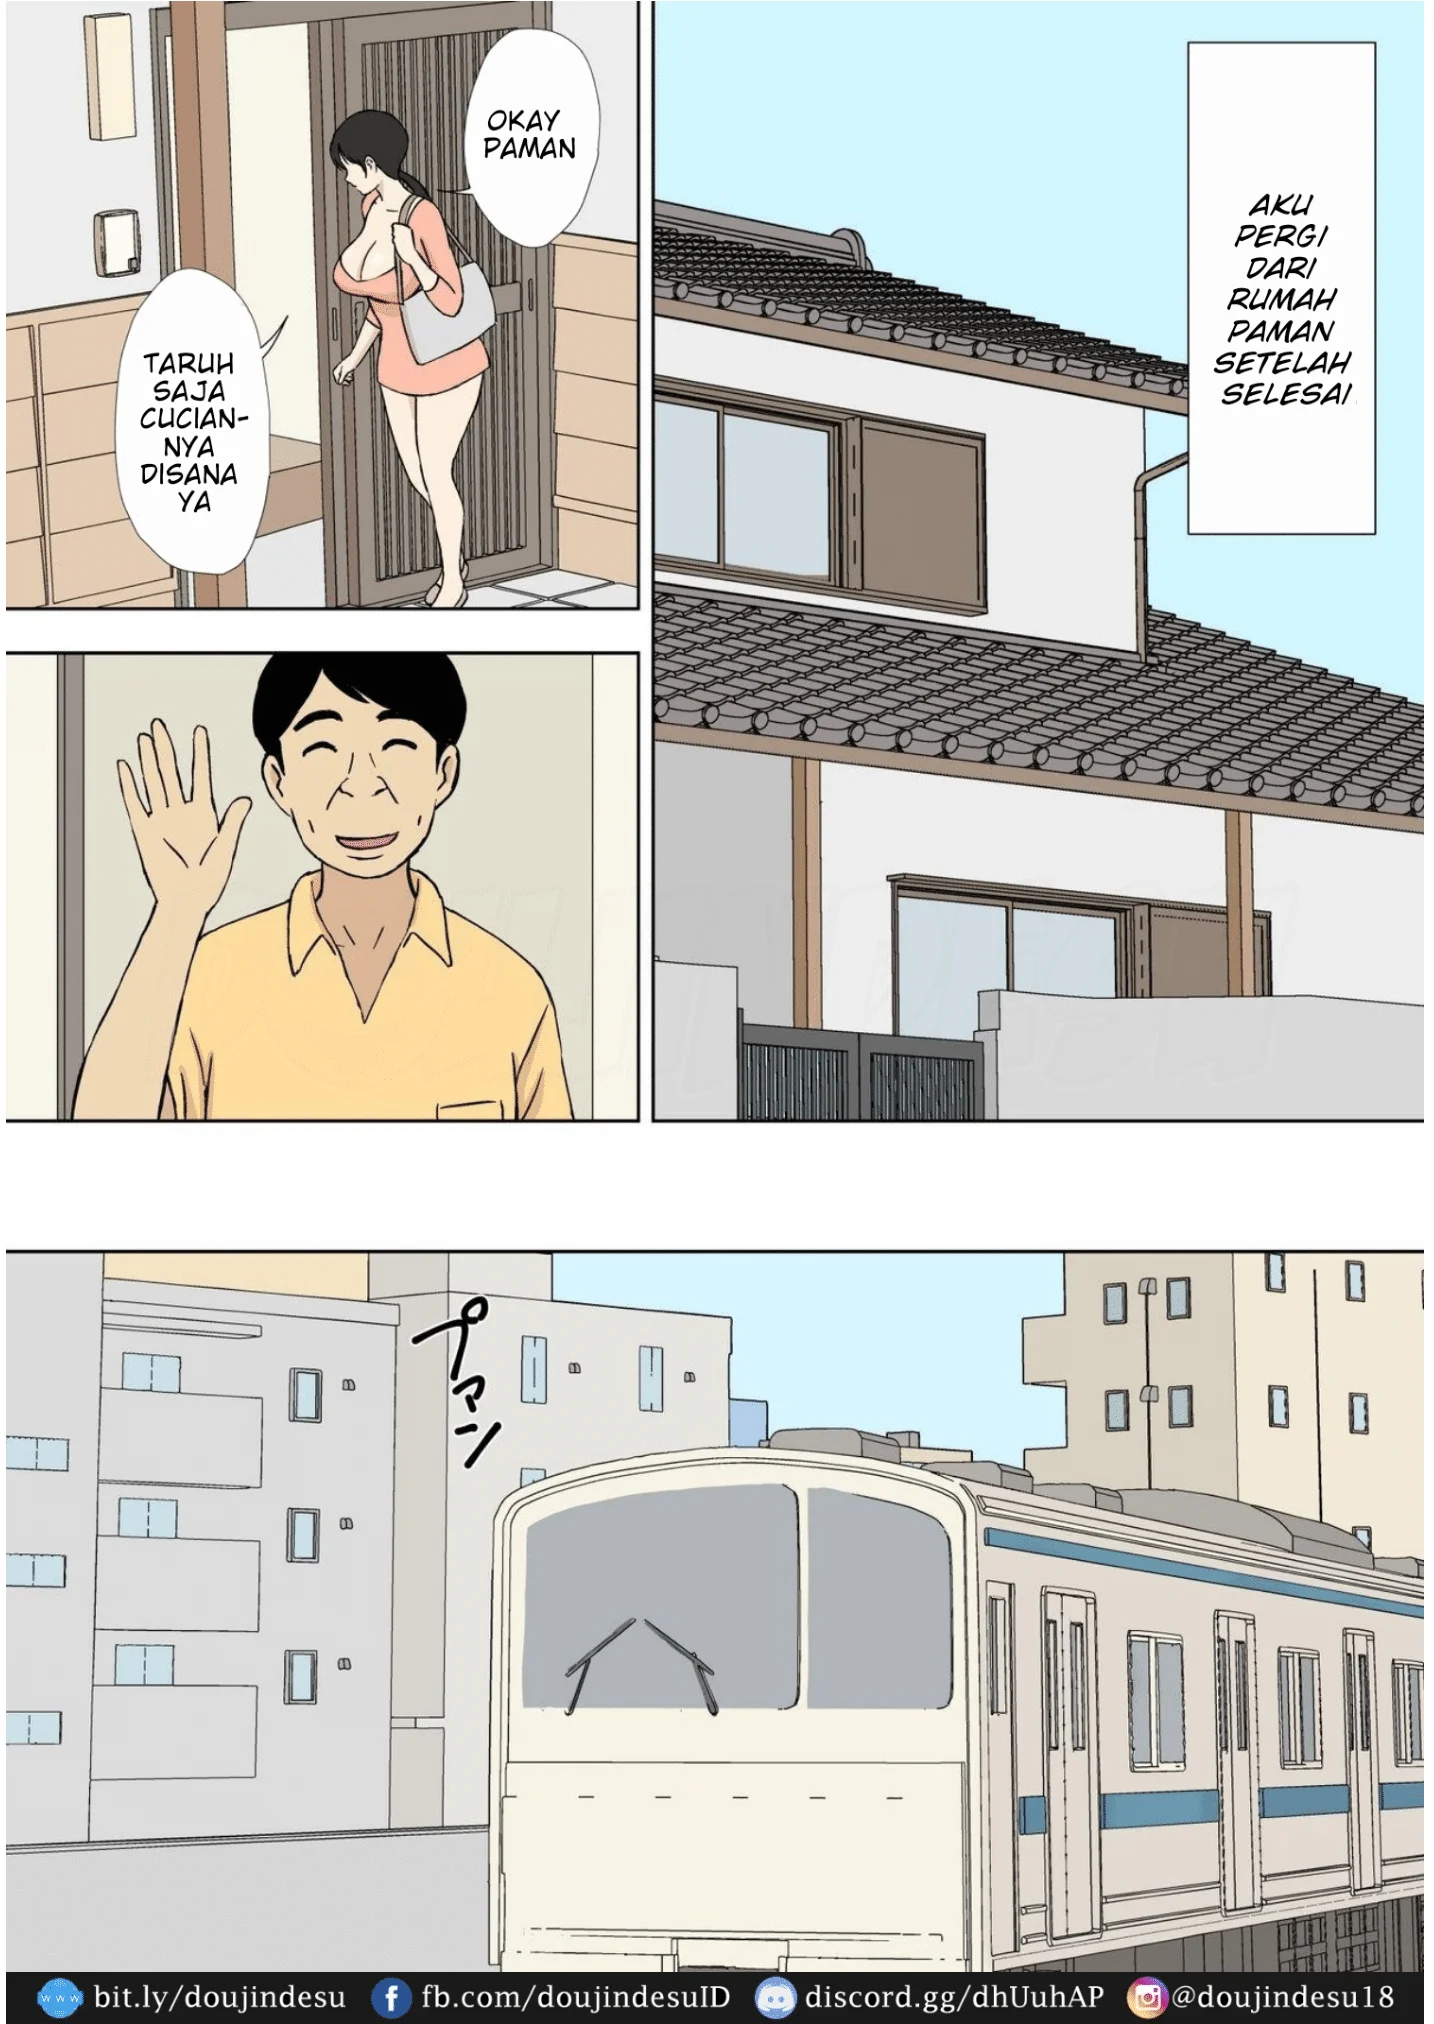 AKU
PERGI
DARI
RUMAH
PAMAN
SETELAH
SELESAI
OKAY
PAMAN
TARUH
SAJA
CUCIAN-
NYA
DISANA
YA
プァン
bit.ly/doujindesu fb.com/doujindesuID discord.gg/dhUuhAP @doujindesu18